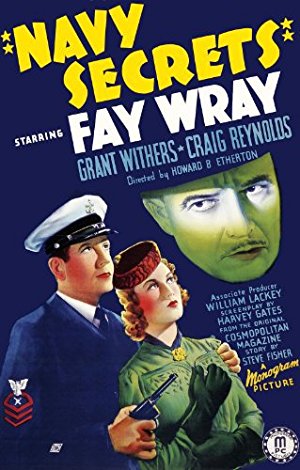 NAVY
SECRETS
STARRING FAY WRAY
GRANT WITHERS * CRAIG REYNOLDS
Directed by HOWARD B ETHERTON
Associate Producer
WILLIAM LACKEY
SCREENPLAY BY
HARVEY GATES
FROM THE ORIGINAL
COSMOPOLITAN
MAGAZINE
STORY BY
STEVE FISHER
A
Monogram
PICTURE
M